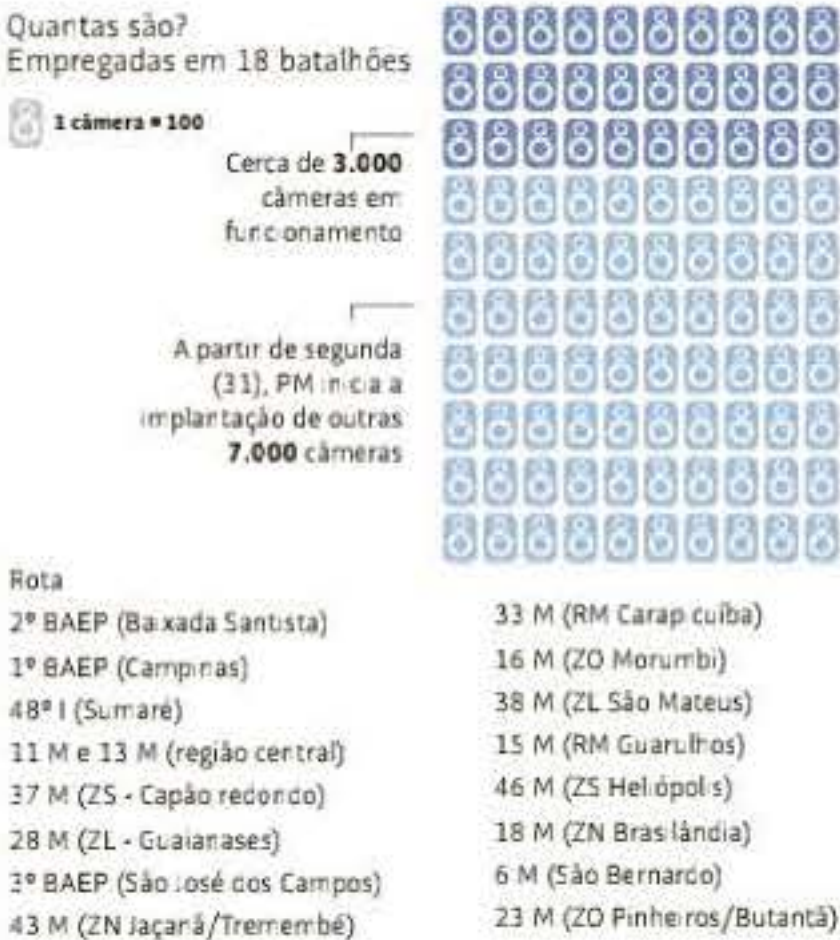 Quantas são?
Empregadas em 18 batalhões
1 câmera = 100
Cerca de 3.000
câmeras em
funcionamento
A partir de segunda
(31), PM inicia a
implantação de outras
7.000 câmeras
Rota
2º BAEP (Baixada Santista)
1º BAEP (Campinas)
48º I (Sumaré)
11 M e 13 M (região central)
37 M (ZS - Capão redondo)
28 M (ZL - Guaianases)
3º BAEP (São José dos Campos)
43 M (ZN Jaçanã/Tremembé)
33 M (RM Carapicuíba)
16 M (ZO Morumbi)
38 M (ZL São Mateus)
15 M (RM Guarulhos)
46 M (ZS Heliópolis)
18 M (ZN Brasilândia)
6 M (São Bernardo)
23 M (ZO Pinheiros/Butantã)